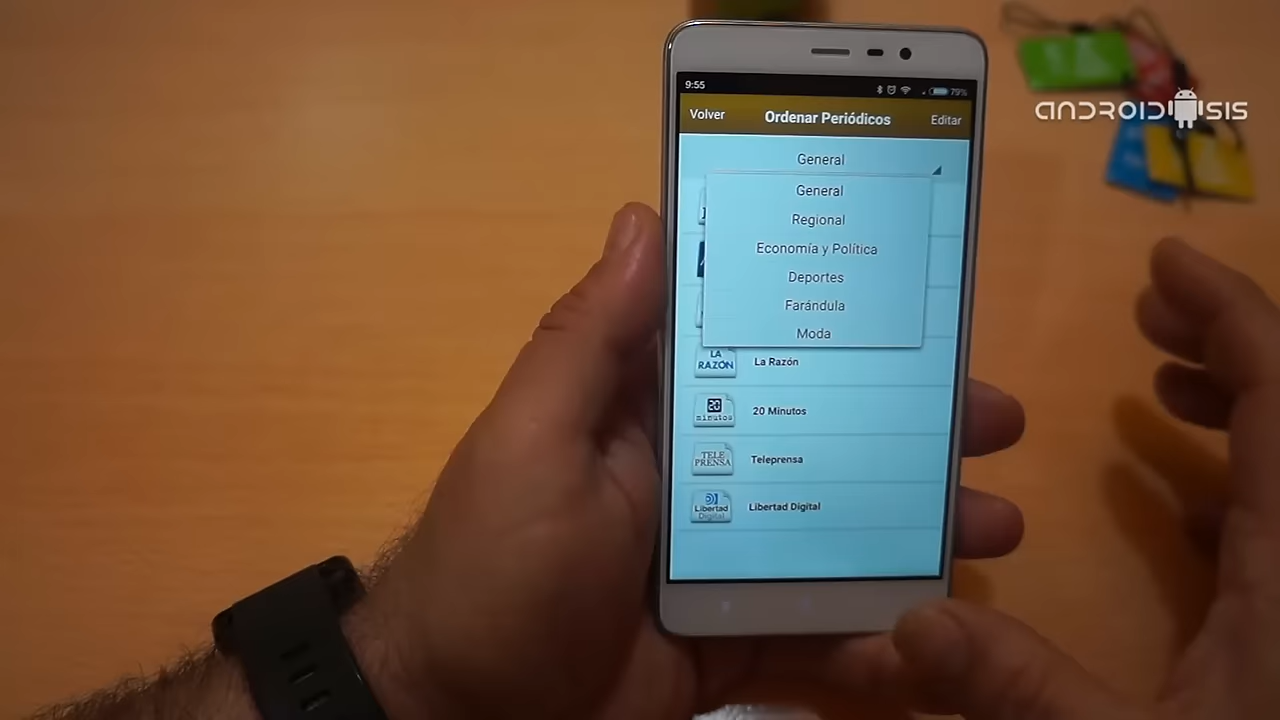 9:55
79%
Volver
Ordenar Periódicos
Editar
ANDROIDSIS
General
General
Regional
Economía y Política
Deportes
Farándula
Moda
LA
RAZÓN
La Razón
20
minutos
20 Minutos
TELE
PRENSA
Teleprensa
Libertad
Digital
Libertad Digital